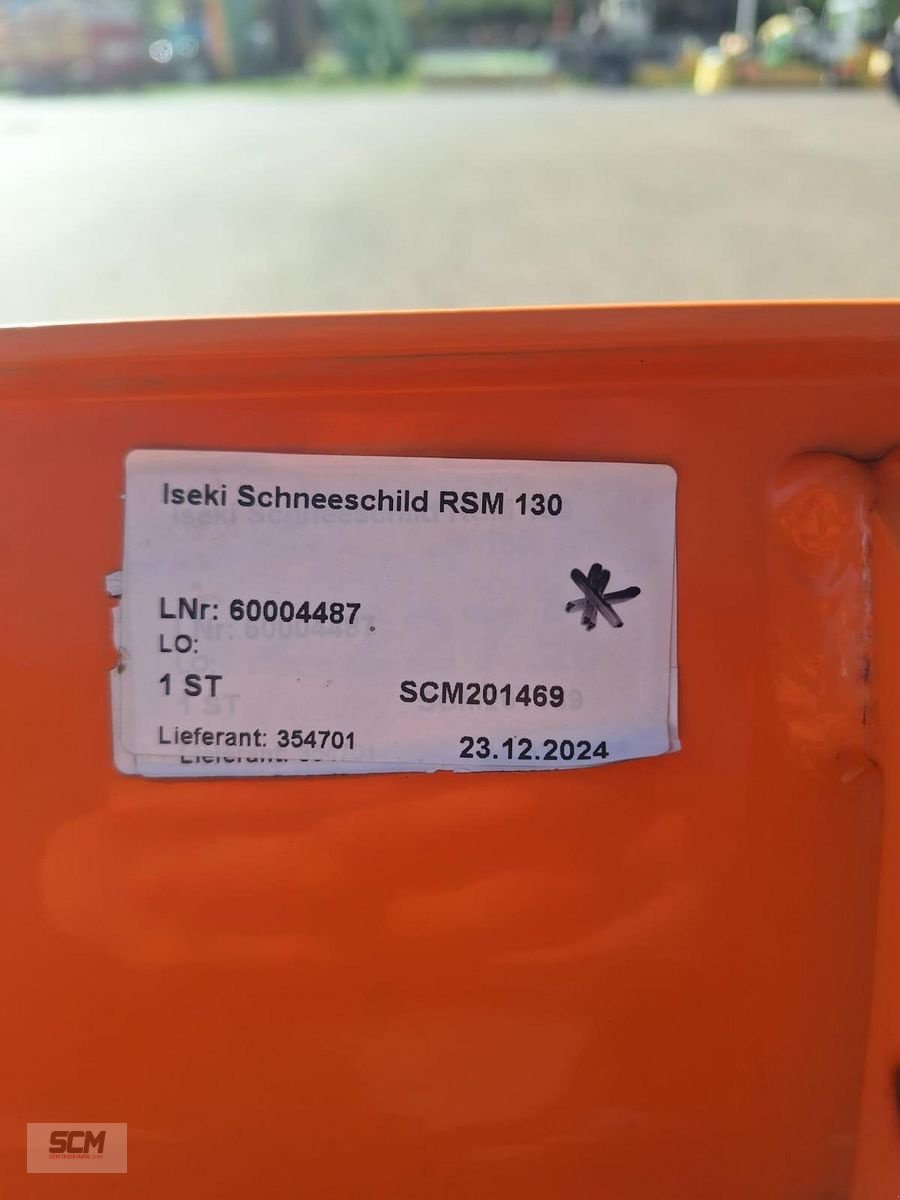 Iseki Schneeschild RSM 130
LNr: 60004487
LO:
1 ST SCM201469
Lieferant: 354701 23.12.2024
SCM